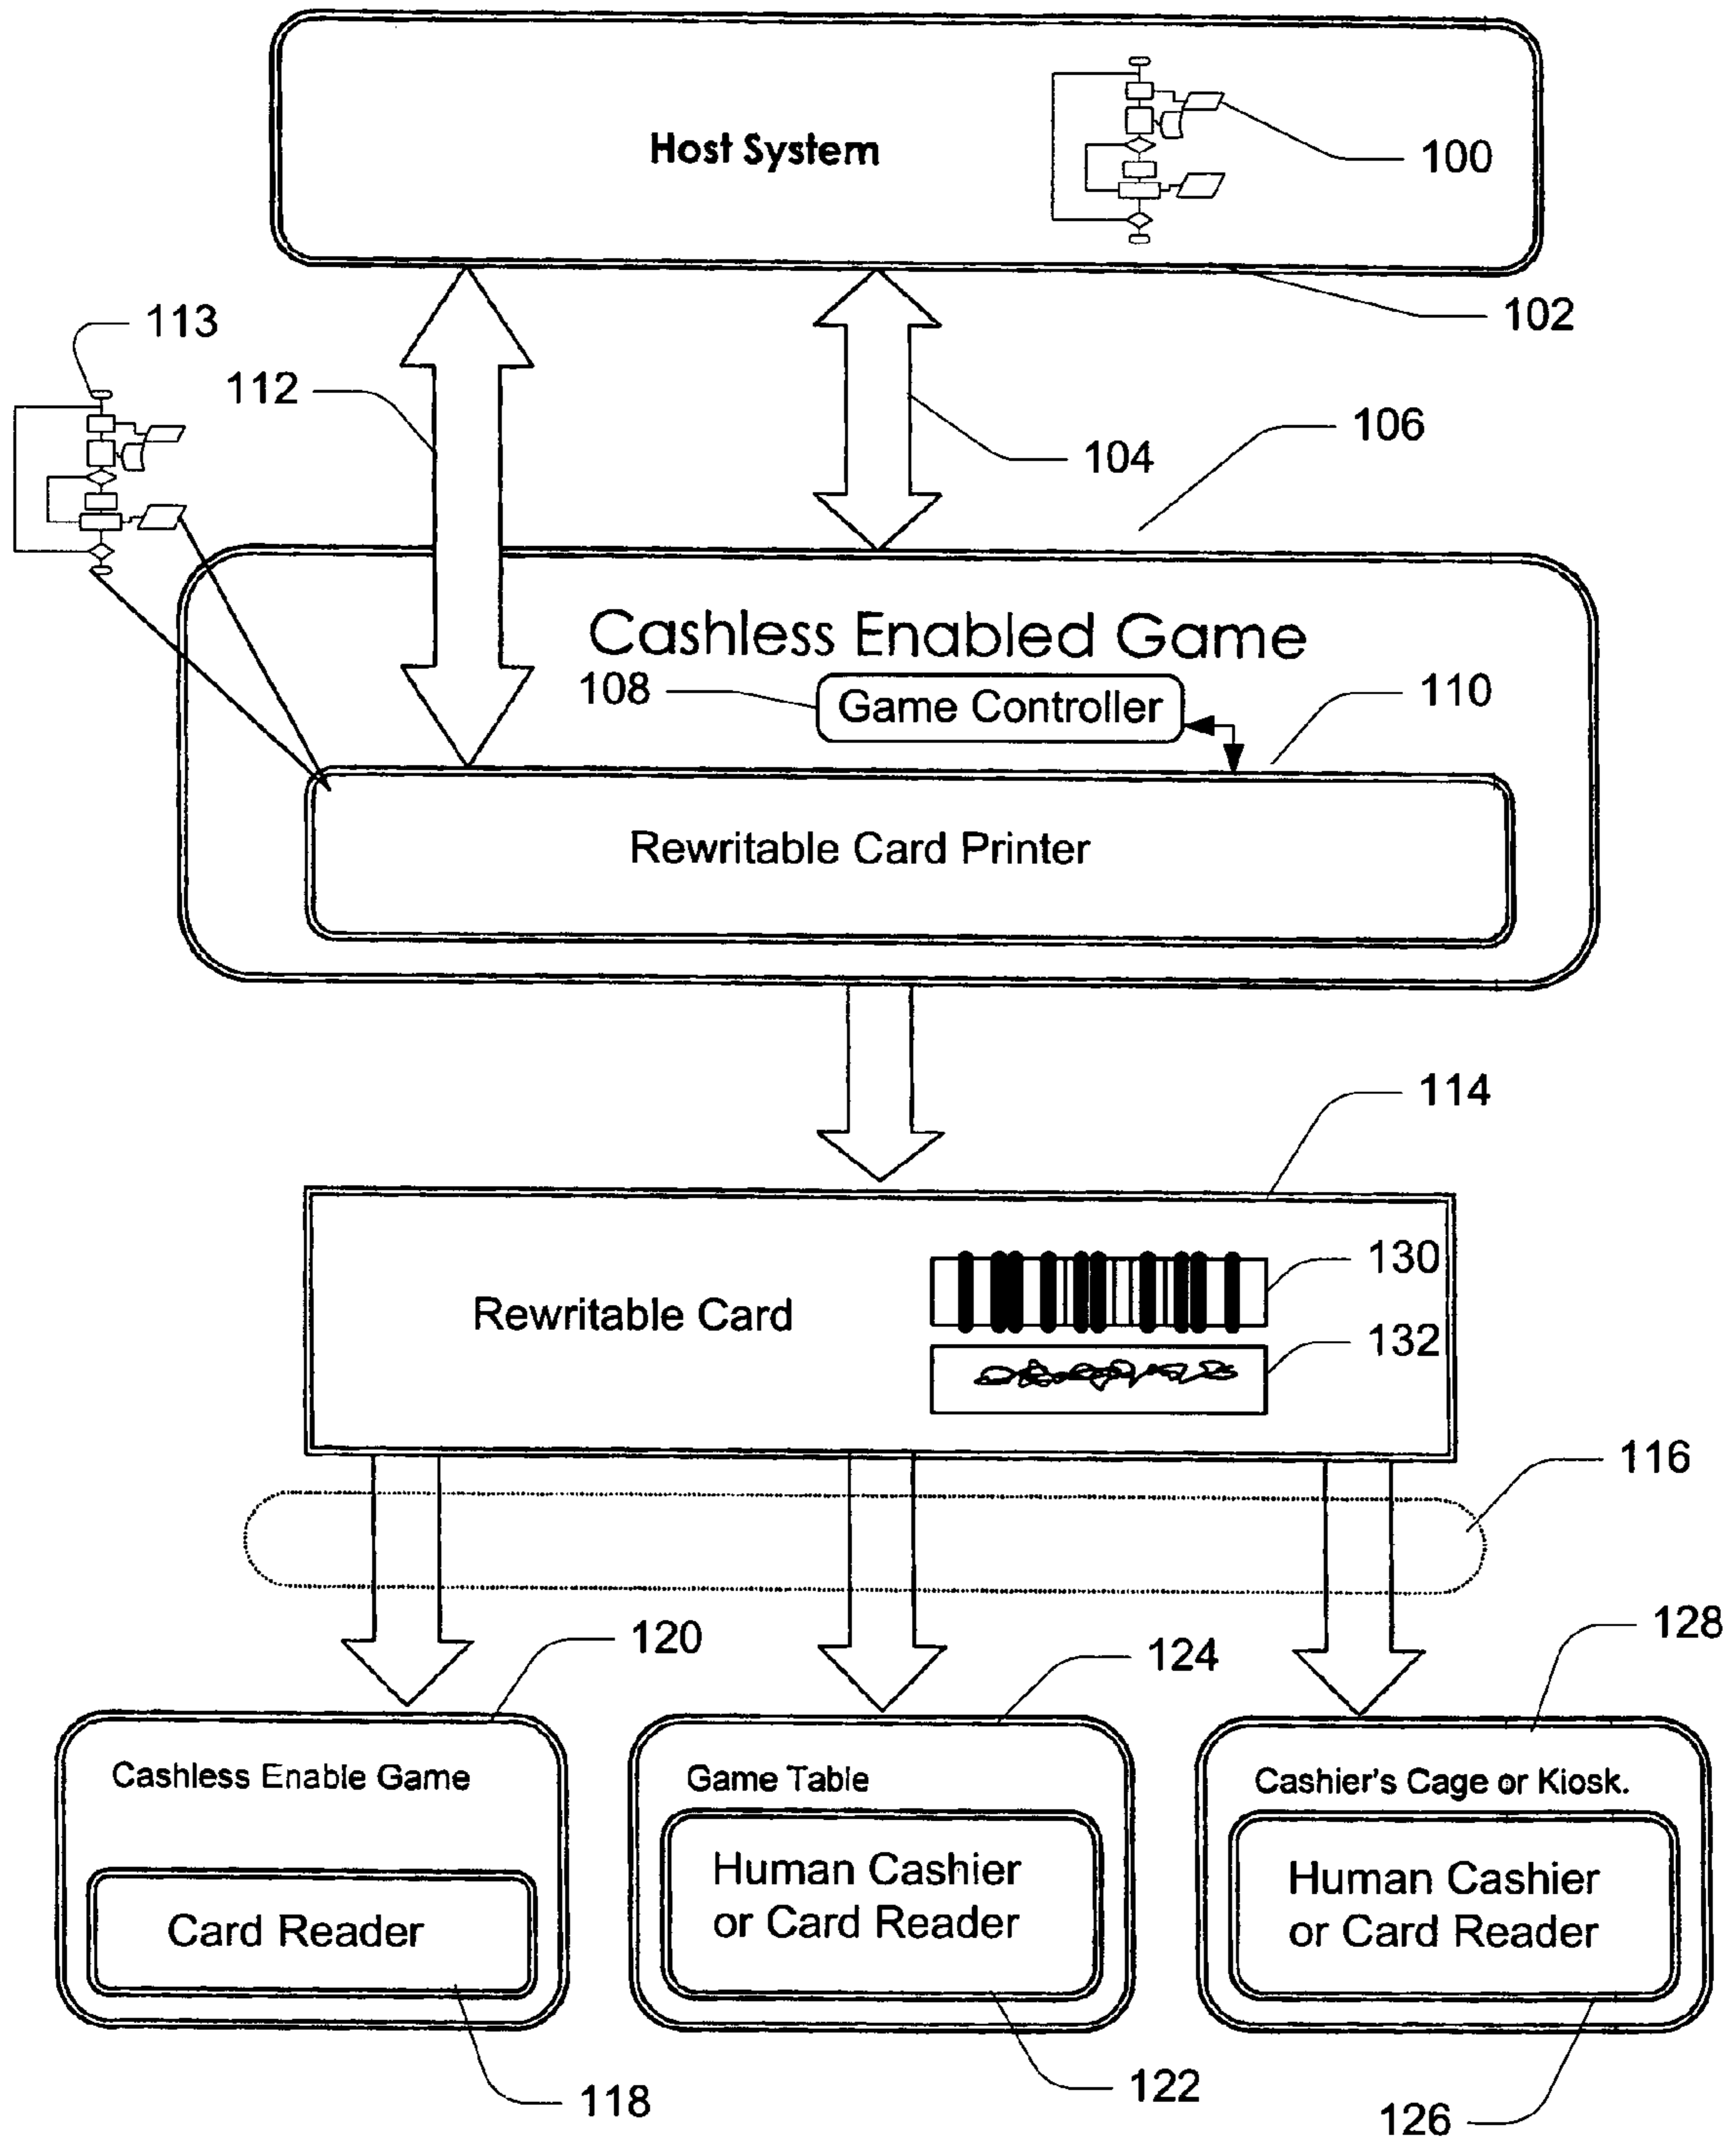 Host System
100
102
113
112
104
106
Cashless Enabled Game
108
Game Controller
110
Rewritable Card Printer
114
Rewritable Card
130
132
116
120
124
128
Cashless Enable Game
Game Table
Cashier's Cage or Kiosk.
Card Reader
Human Cashier
or Card Reader
Human Cashier
or Card Reader
118
122
126